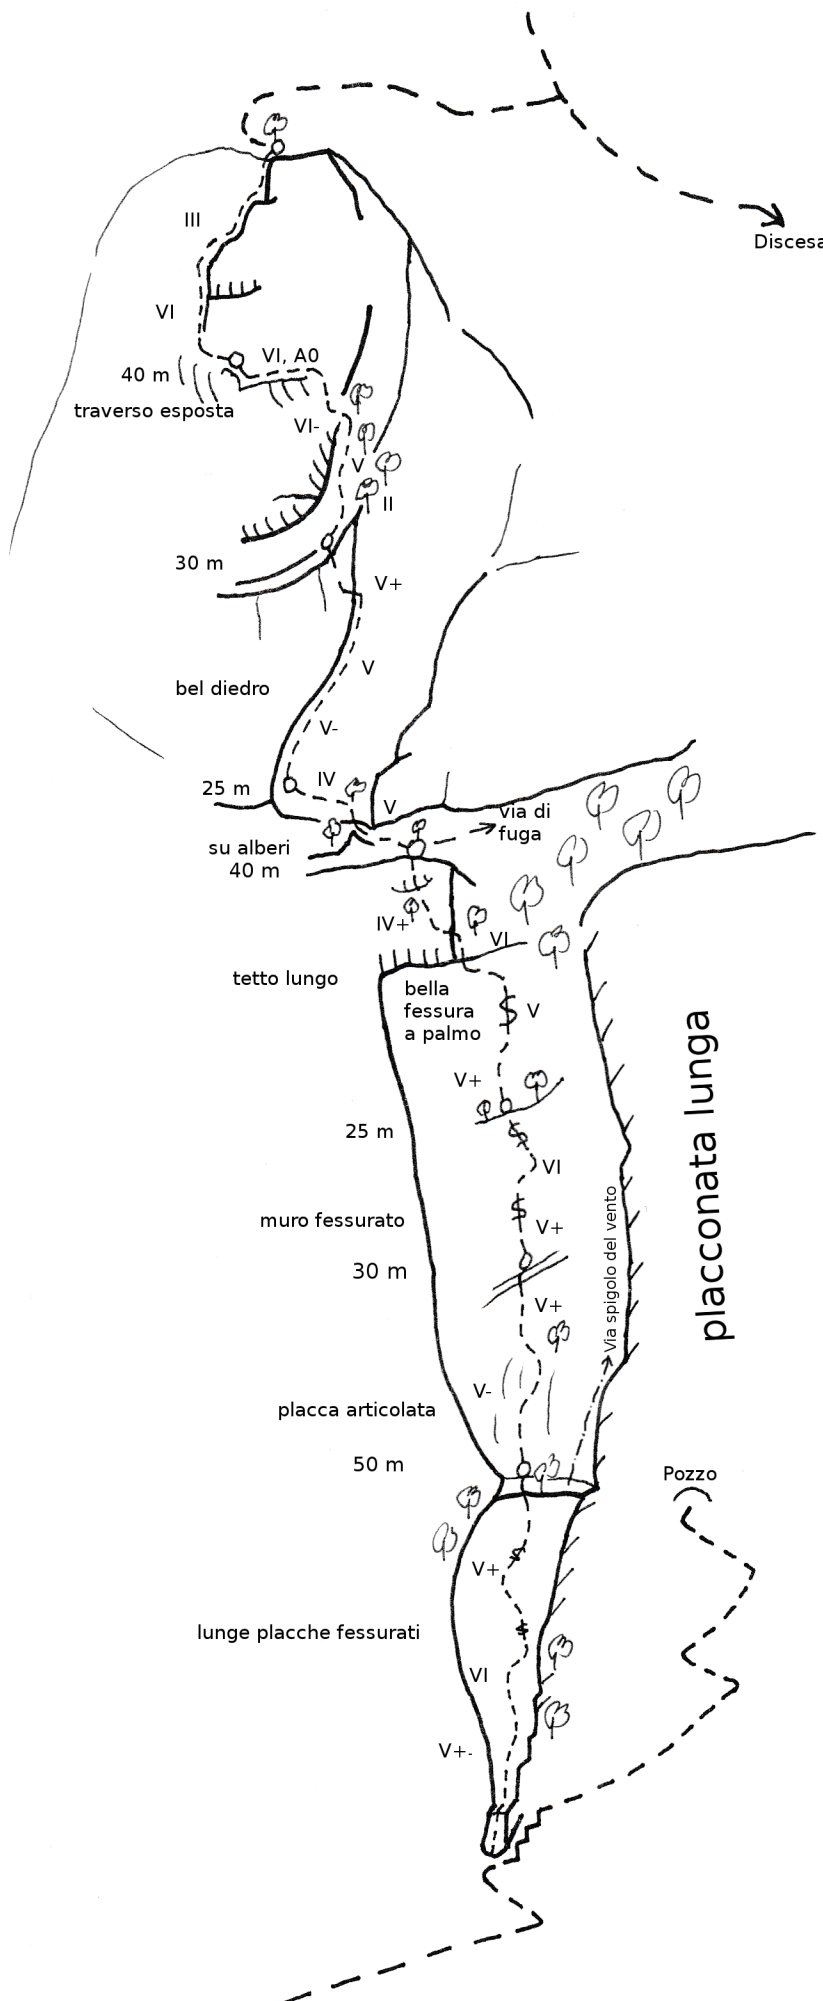 Discesa
III
VI
VI, A0
40 m
traverso esposta
VI-
V
II
30 m
V+
V
bel diedro
V-
IV
25 m
V
via di
fuga
su alberi
40 m
IV+
VI
tetto lungo
bella
fessura
a palmo
V
V+
25 m
VI
muro fessurato
V+
30 m
V+
placconata lunga
Via spigolo del vento
V-
placca articolata
50 m
Pozzo
V+
lunge placche fessurati
VI
V+-